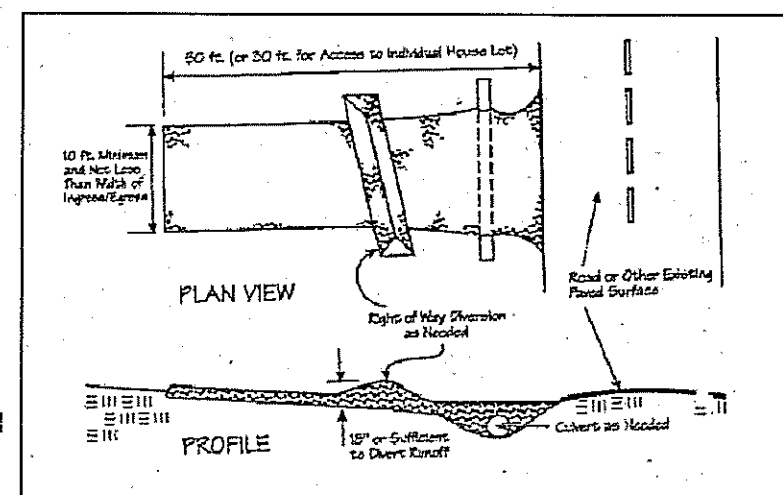 50 ft. (or 30 ft. for Access to Individual House Lot)
10 ft. Minimum
and Not Less
Than Width of
Ingress/Egress
PLAN VIEW
Right of Way Diversion
as Needed
Road or Other Existing
Paved Surface
PROFILE
18" or Sufficient
to Divert Runoff
Culvert as Needed